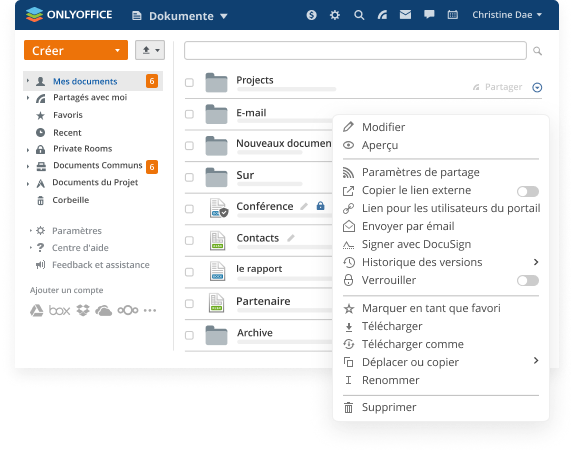 ONLYOFFICE
Dokumente
Christine Dae
Créer
Mes documents
6
Partagés avec moi
Favoris
Recent
Private Rooms
Documents Communs
6
Documents du Projet
Corbeille
Paramètres
Centre d'aide
Feedback et assistance
Ajouter un compte
box
Projects
Partager
E-mail
Nouveaux documen
Sur
Conférence
Contacts
le rapport
Partenaire
Archive
Modifier
Aperçu
Paramètres de partage
Copier le lien externe
Lien pour les utilisateurs du portail
Envoyer par émail
Signer avec DocuSign
Historique des versions
Verrouiller
Marquer en tant que favori
Télécharger
Télécharger comme
Déplacer ou copier
Renommer
Supprimer